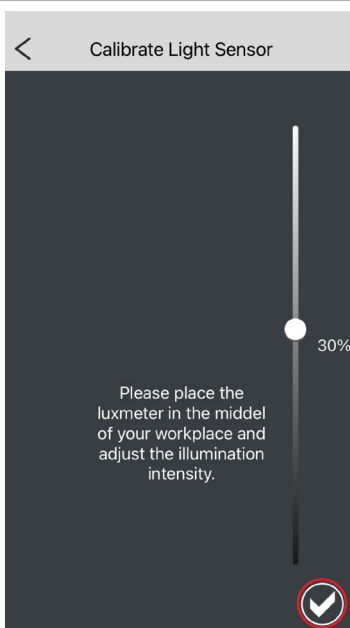 Calibrate Light Sensor
30%
Please place the
luxmeter in the middel
of your workplace and
adjust the illumination
intensity.